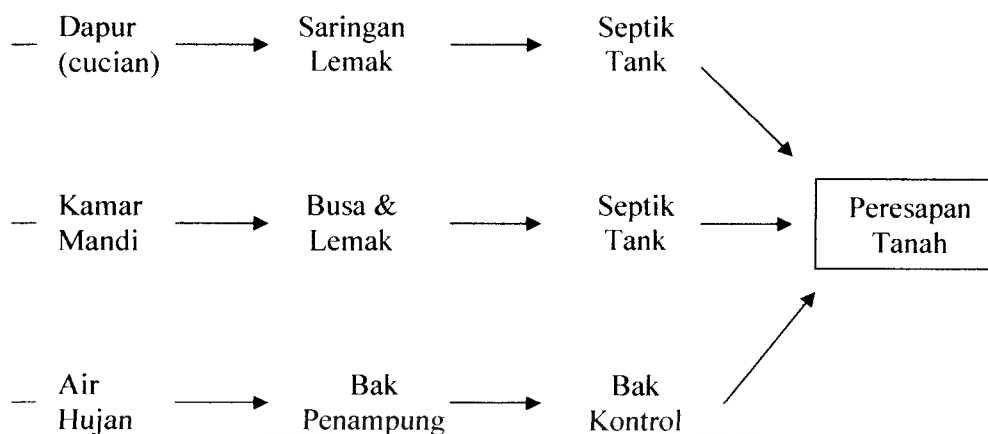 Dapur
(cucian)
Saringan
Lemak
Septik
Tank
Kamar
Mandi
Busa &
Lemak
Septik
Tank
Peresapan
Tanah
Air
Hujan
Bak
Penampung
Bak
Kontrol